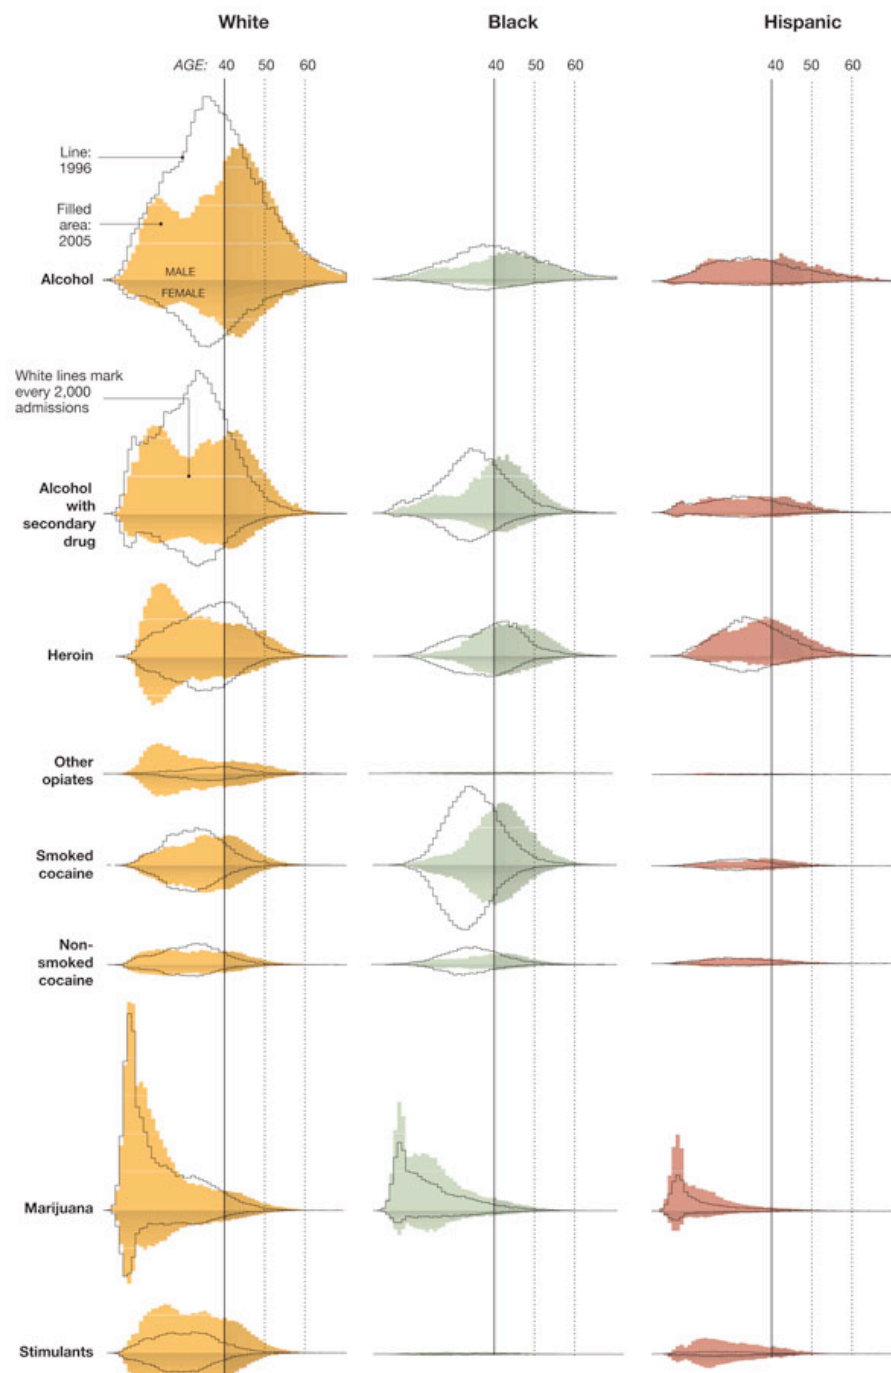 White Black Hispanic
AGE: 40 50 60 40 50 60 40 50 60
Line:
1996
Filled
area:
2005
MALE
Alcohol
FEMALE
White lines mark
every 2,000
admissions
Alcohol
with
secondary
drug
Heroin
Other
opiates
Smoked
cocaine
Non-
smoked
cocaine
Marijuana
Stimulants